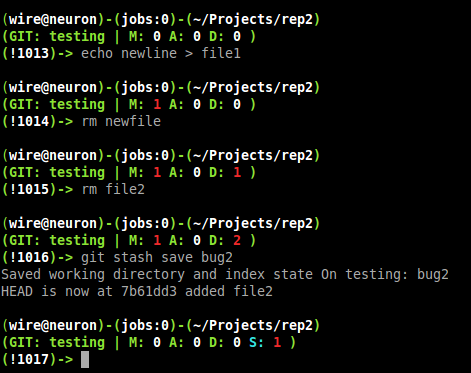 (wire@neuron)-(jobs:0)-(~/Projects/rep2)
(GIT: testing | M: 0 A: 0 D: 0 )
(!1013)-> echo newline > file1
(wire@neuron)-(jobs:0)-(~/Projects/rep2)
(GIT: testing | M: 1 A: 0 D: 0 )
(!1014)-> rm newfile
(wire@neuron)-(jobs:0)-(~/Projects/rep2)
(GIT: testing | M: 1 A: 0 D: 1 )
(!1015)-> rm file2
(wire@neuron)-(jobs:0)-(~/Projects/rep2)
(GIT: testing | M: 1 A: 0 D: 2 )
(!1016)-> git stash save bug2
Saved working directory and index state On testing: bug2
HEAD is now at 7b61dd3 added file2
(wire@neuron)-(jobs:0)-(~/Projects/rep2)
(GIT: testing | M: 0 A: 0 D: 0 S: 1 )
(!1017)->